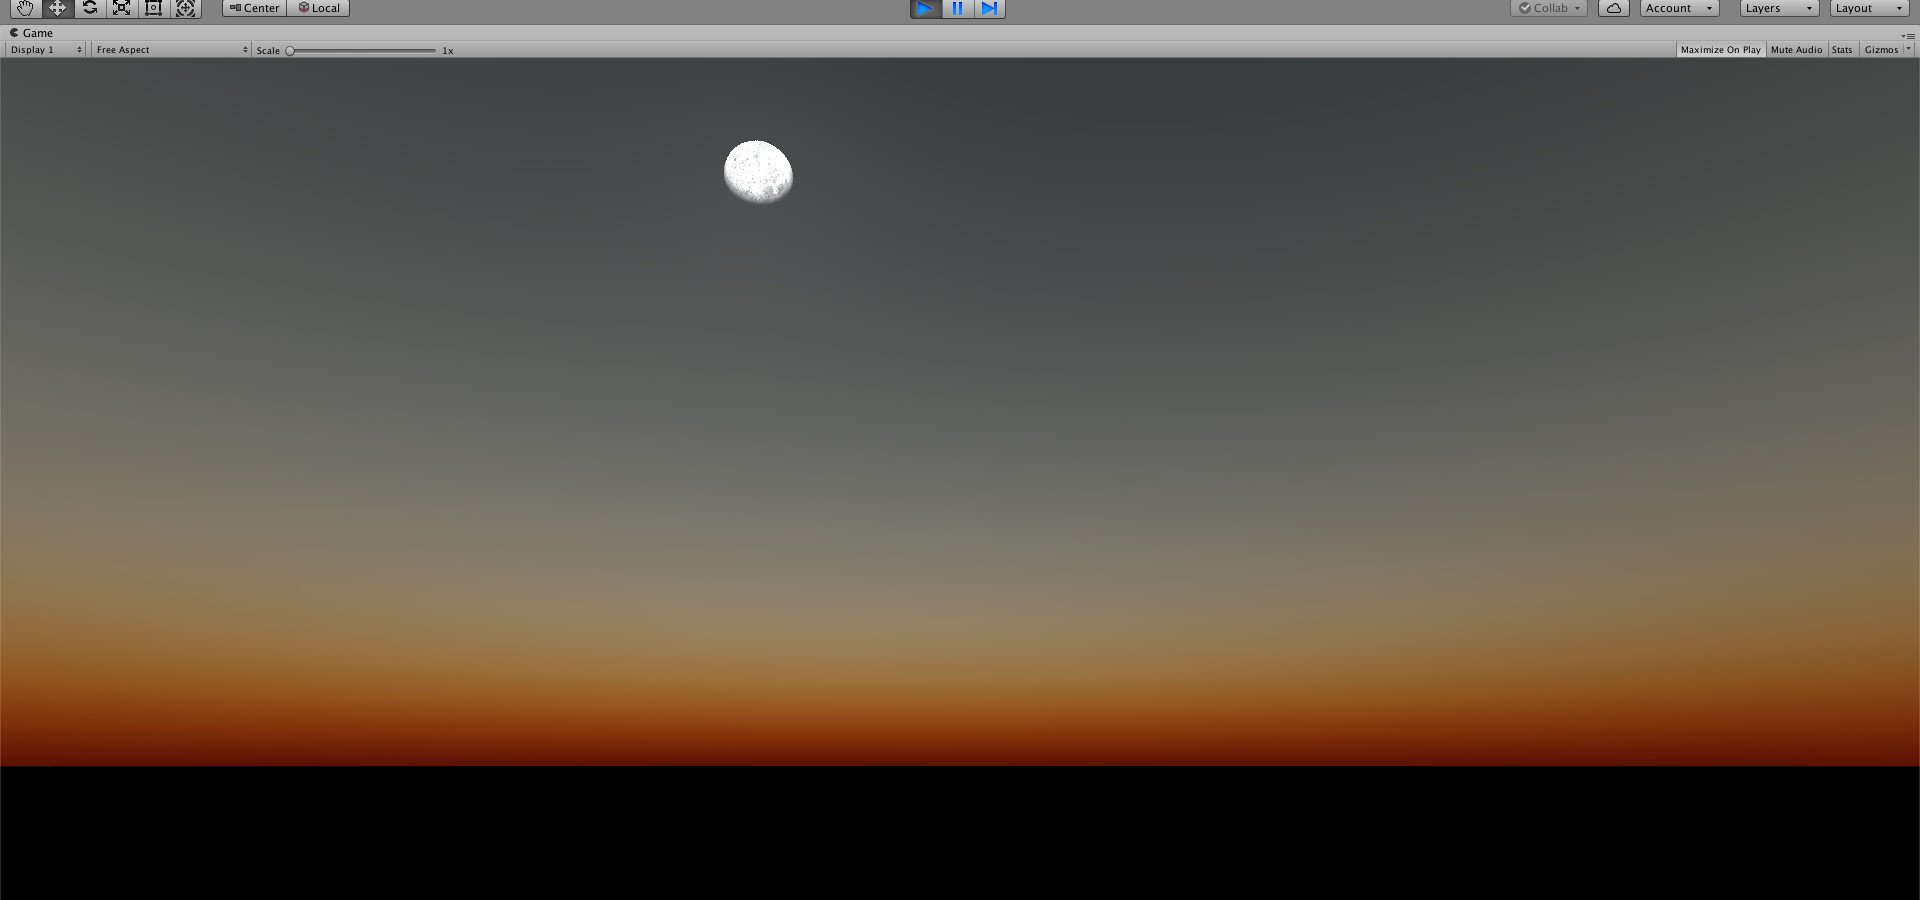 Center Local Collab Account Layers Layout
Game
Display 1 Free Aspect Scale 1x Maximize On Play Mute Audio Stats Gizmos